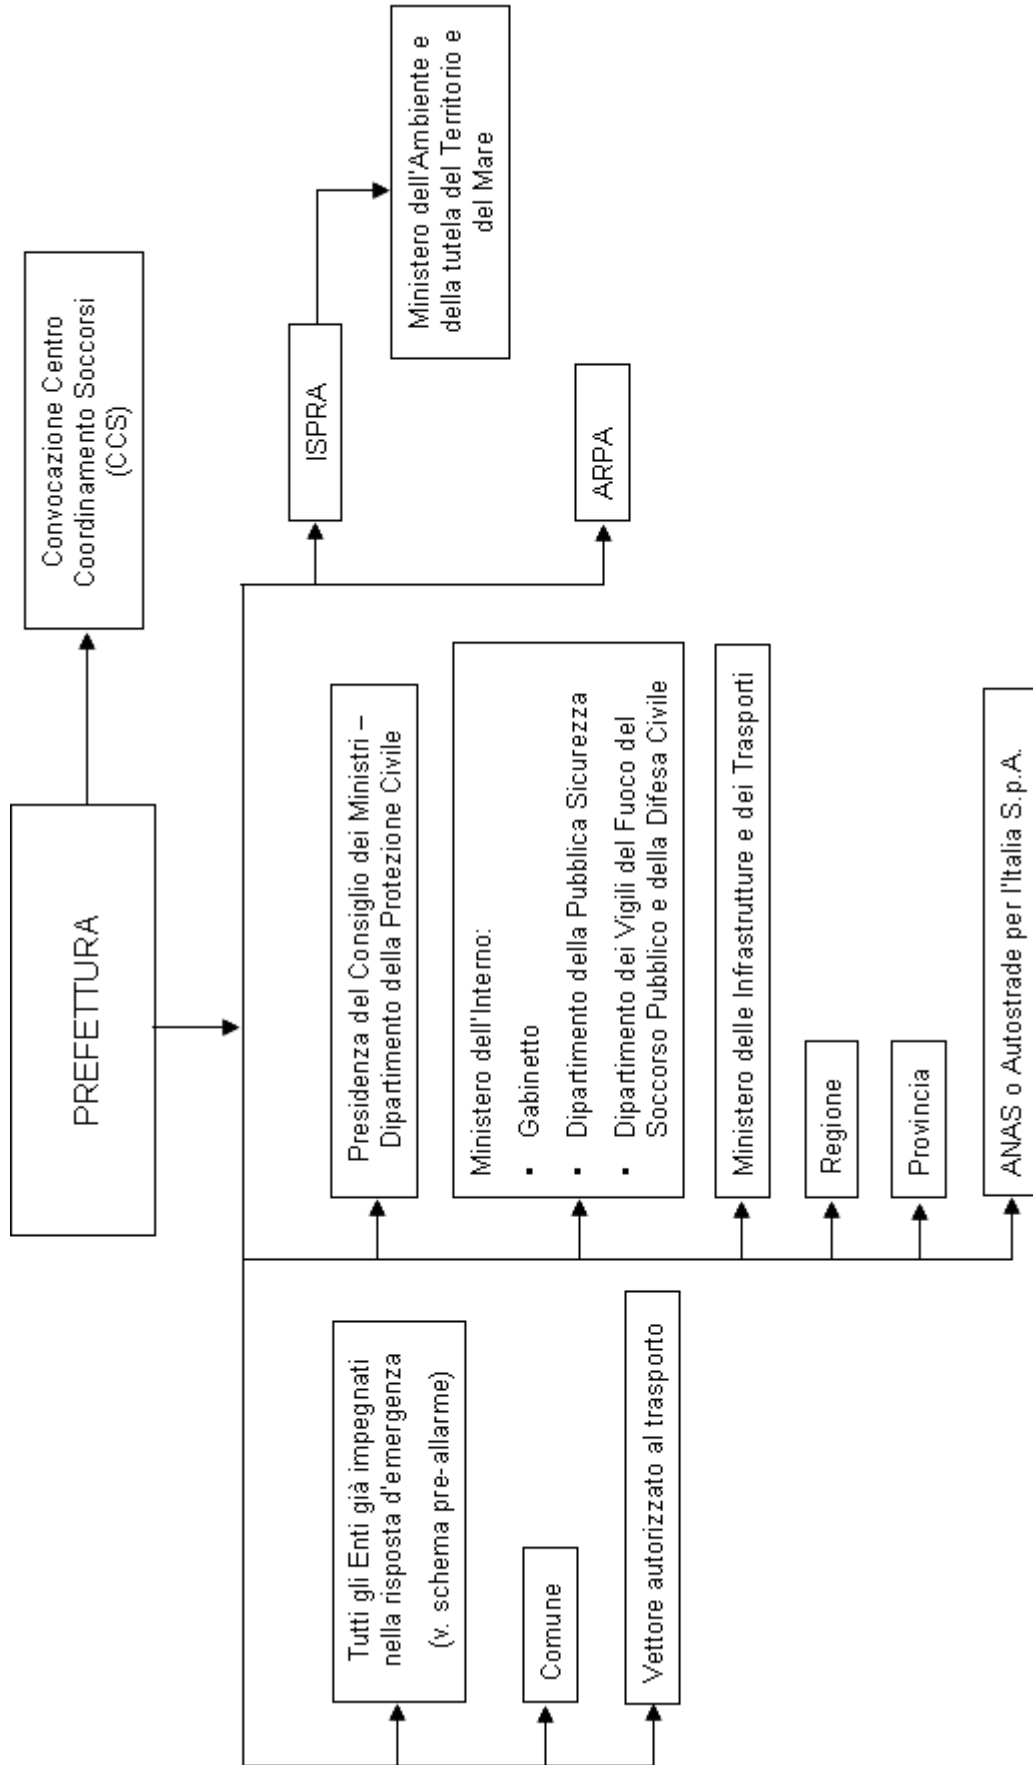 PREFETTURA
Convocazione Centro
Coordinamento Soccorsi
(CCS)
Tutti gli Enti già impegnati
nella risposta d'emergenza
(v. schema pre-allarme)
Comune
Vettore autorizzato al trasporto
Presidenza del Consiglio dei Ministri –
Dipartimento della Protezione Civile
Ministero dell'Interno:
▪ Gabinetto
▪ Dipartimento della Pubblica Sicurezza
▪ Dipartimento dei Vigili del Fuoco del
Soccorso Pubblico e della Difesa Civile
Ministero delle Infrastrutture e dei Trasporti
Regione
Provincia
ANAS o Autostrade per l'Italia S.p.A.
ISPRA
ARPA
Ministero dell'Ambiente e
della tutela del Territorio e
del Mare